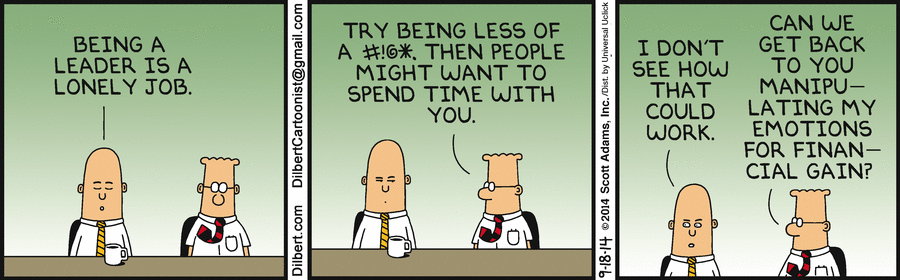 BEING A
LEADER IS A
LONELY JOB.
DilbertCartoonist@gmail.com
Dilbert.com
TRY BEING LESS OF
A #!@*. THEN PEOPLE
MIGHT WANT TO
SPEND TIME WITH
YOU.
9-18-14 © 2014 Scott Adams, Inc. /Dist. by Universal Uclick
I DON'T
SEE HOW
THAT
COULD
WORK.
CAN WE
GET BACK
TO YOU
MANIPU-
LATING MY
EMOTIONS
FOR FINAN-
CIAL GAIN?